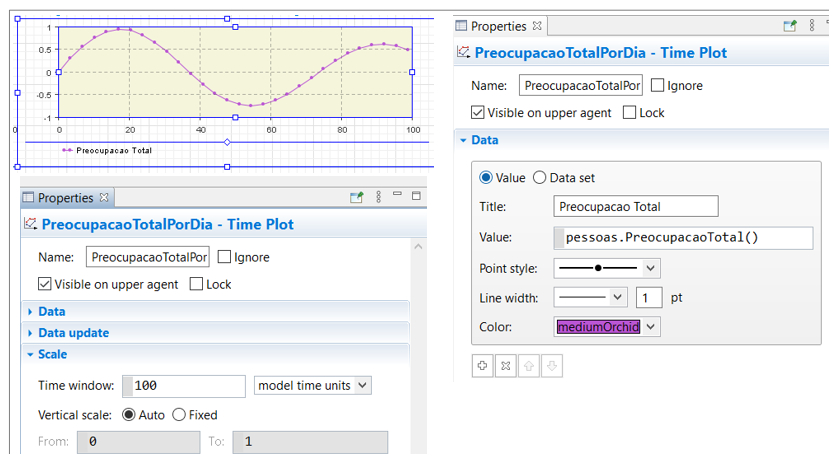 1
0.5
0
-0.5
-1
0
0 20 40 60 80 100
Preocupacao Total
Properties
PreocupacaoTotalPorDia - Time Plot
Name: PreocupacaoTotalPor Ignore
Visible on upper agent Lock
Data
Data update
Scale
Time window: 100 model time units
Vertical scale: Auto Fixed
From: 0 To: 1
Properties
PreocupacaoTotalPorDia - Time Plot
Name: PreocupacaoTotalPor Ignore
Visible on upper agent Lock
Data
Value Data set
Title: Preocupacao Total
Value: pessoas.PreocupacaoTotal()
Point style:
Line width: 1 pt
Color: mediumOrchid